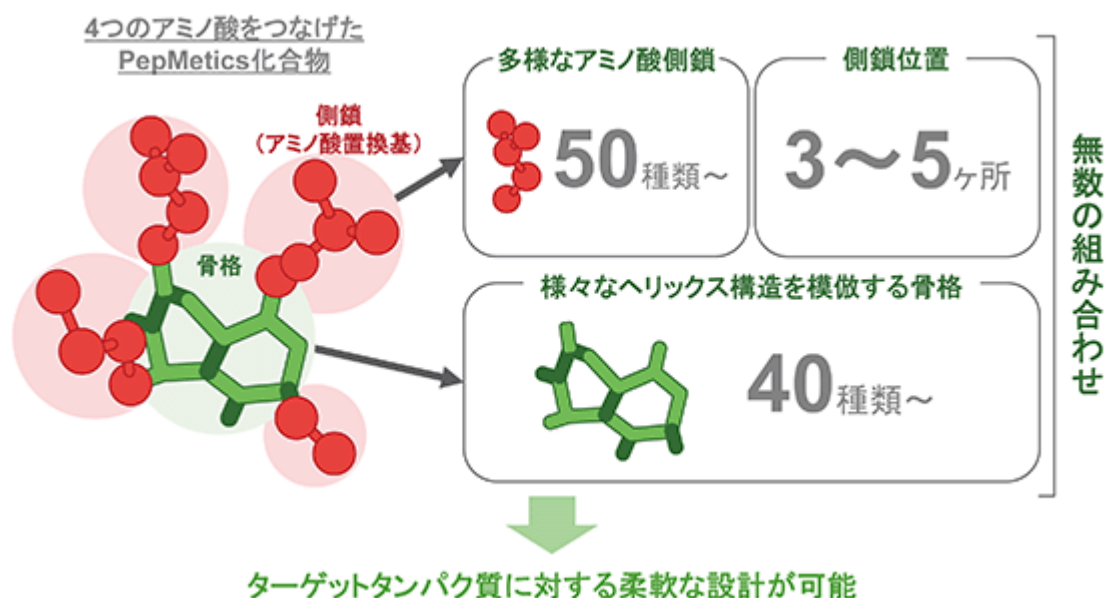 4つのアミノ酸をつなげた
PepMetics化合物
側鎖
（アミノ酸置換基）
骨格
多様なアミノ酸側鎖
50種類～
側鎖位置
3～5ヶ所
様々なヘリックス構造を模倣する骨格
40種類～
無数の組み合わせ
ターゲットタンパク質に対する柔軟な設計が可能